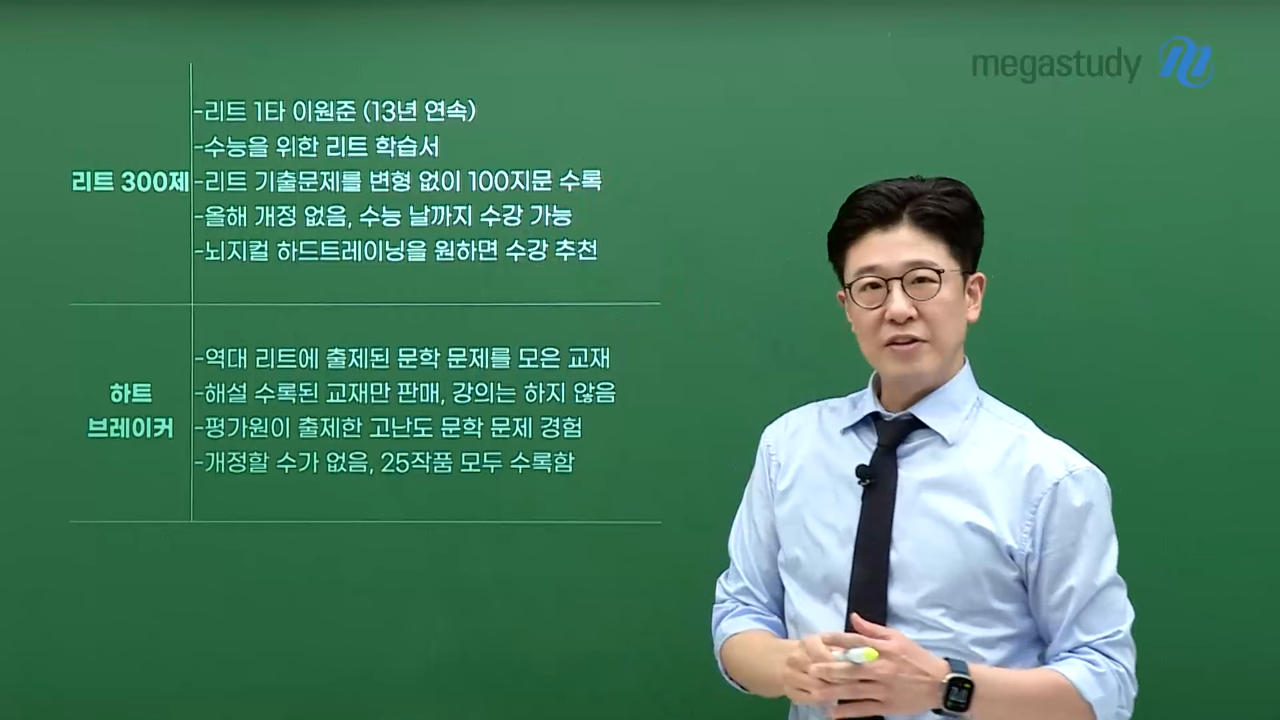 megastudy
-리트 1타 이원준 (13년 연속)
-수능을 위한 리트 학습서
리트 300제
-리트 기출문제를 변형 없이 100지문 수록
-올해 개정 없음, 수능 날까지 수강 가능
-뇌지컬 하드트레이닝을 원하면 수강 추천
-역대 리트에 출제된 문학 문제를 모은 교재
하트
브레이커
-해설 수록된 교재만 판매, 강의는 하지 않음
-평가원이 출제한 고난도 문학 문제 경험
-개정할 수가 없음, 25작품 모두 수록함